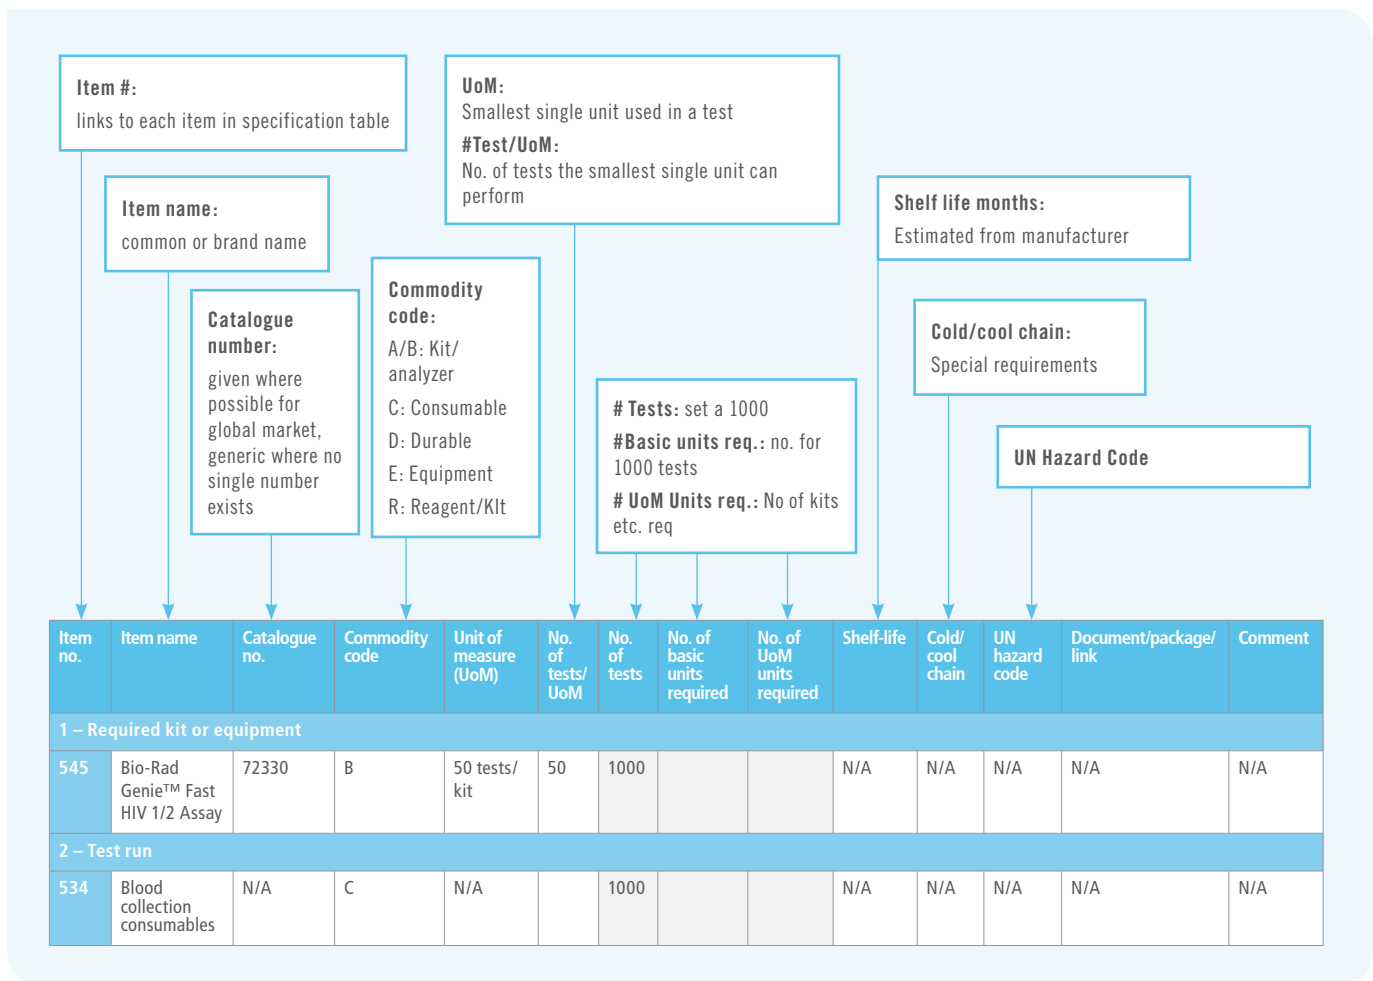 Item #:
links to each item in specification table
Item name:
common or brand name
Catalogue
number:
given where
possible for
global market,
generic where no
single number
exists
Commodity
code:
A/B: Kit/
analyzer
C: Consumable
D: Durable
E: Equipment
R: Reagent/KIt
UoM:
Smallest single unit used in a test
#Test/UoM:
No. of tests the smallest single unit can
perform
# Tests: set a 1000
#Basic units req.: no. for
1000 tests
# UoM Units req.: No of kits
etc. req
Shelf life months:
Estimated from manufacturer
Cold/cool chain:
Special requirements
UN Hazard Code
Item
no.
Item name
Catalogue
no.
Commodity
code
Unit of
measure
(UoM)
No.
of
tests/
UoM
No.
of
tests
No. of
basic
units
required
No. of
UoM
units
required
Shelf-life
Cold/
cool
chain
UN
hazard
code
Document/package/
link
Comment
1 – Required kit or equipment
545
Bio-Rad
Genie™ Fast
HIV 1/2 Assay
72330
B
50 tests/
kit
50
1000
N/A
N/A
N/A
N/A
N/A
2 – Test run
534
Blood
collection
consumables
N/A
C
N/A
1000
N/A
N/A
N/A
N/A
N/A